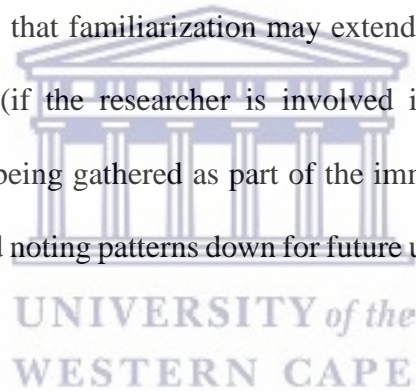 that familiarization may extend
(if the researcher is involved i
being gathered as part of the imm
d noting patterns down for future u
UNIVERSITY of the
WESTERN CAPE